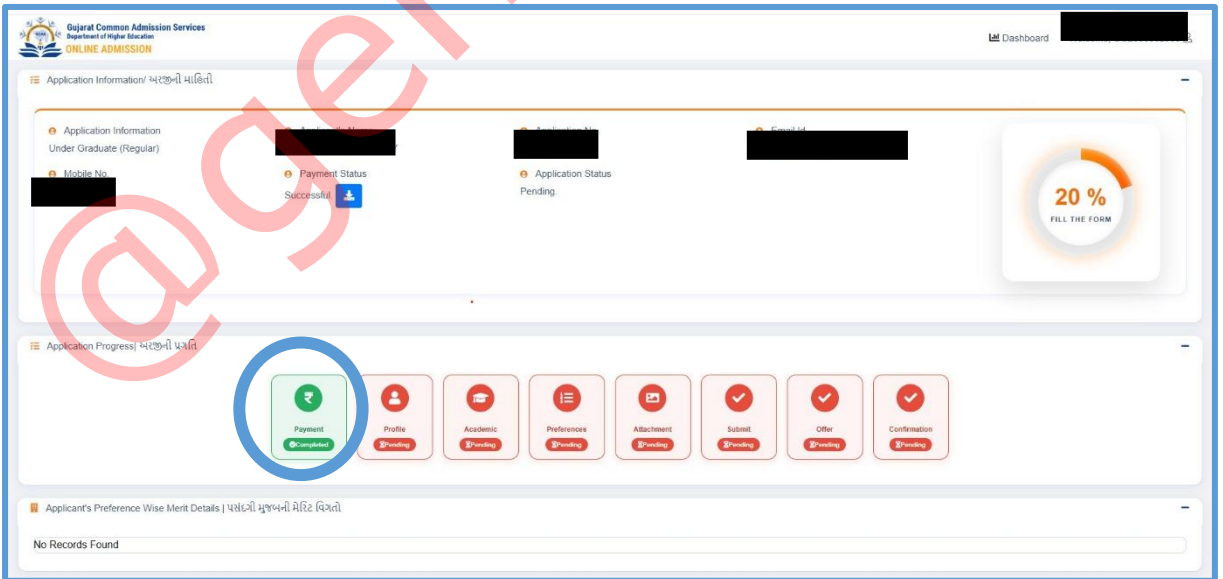 Gujarat Common Admission Services
Department of Higher Education
ONLINE ADMISSION
Dashboard
Application Information/ અરજીની માહિતી
Application Information
Under Graduate (Regular)
Email Id
Mobile No.
Payment Status
Successful.
Application Status
Pending.
20 %
FILL THE FORM
Application Progress| અરજીની પ્રગતિ
Payment
Completed
Profile
Pending
Academic
Pending
Preferences
Pending
Attachment
Pending
Submit
Pending
Offer
Pending
Confirmation
Pending
Applicant's Preference Wise Merit Details | પસંદગી મુજબની મેરિટ વિગતો
No Records Found